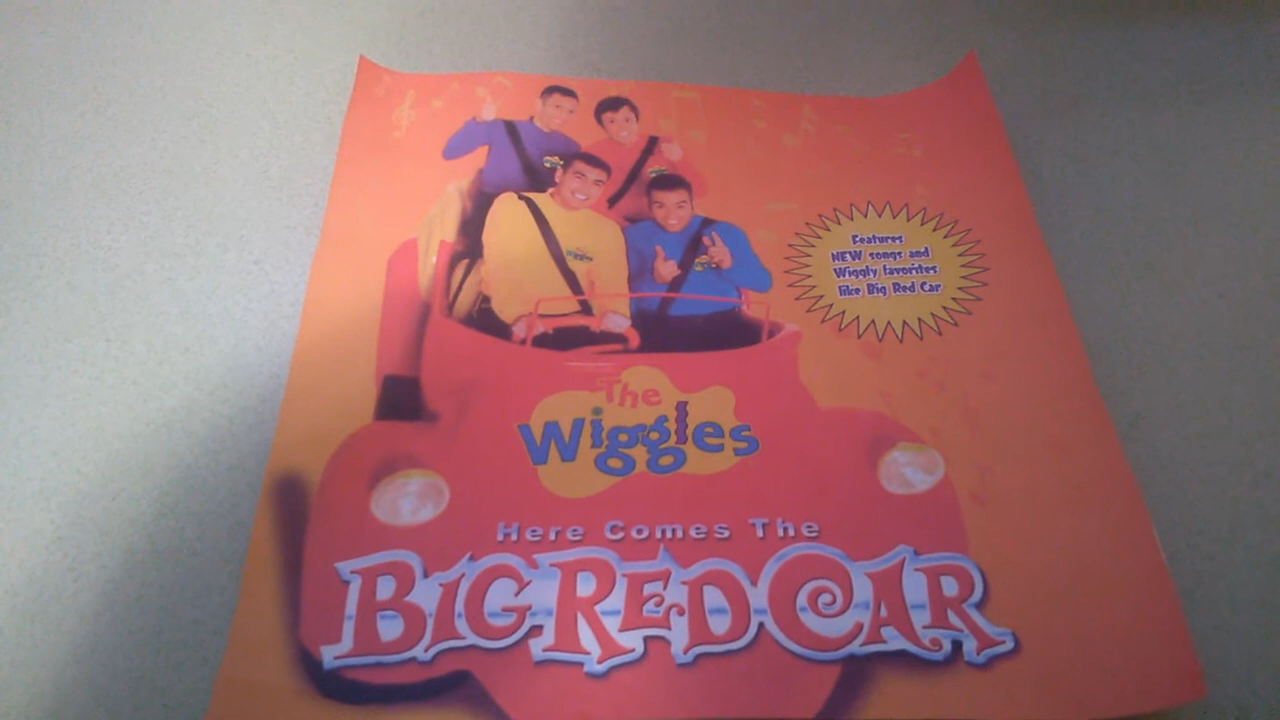 Features
NEW songs and
Wiggly favorites
like Big Red Car
The
Wiggles
Here Comes The
BIG RED CAR